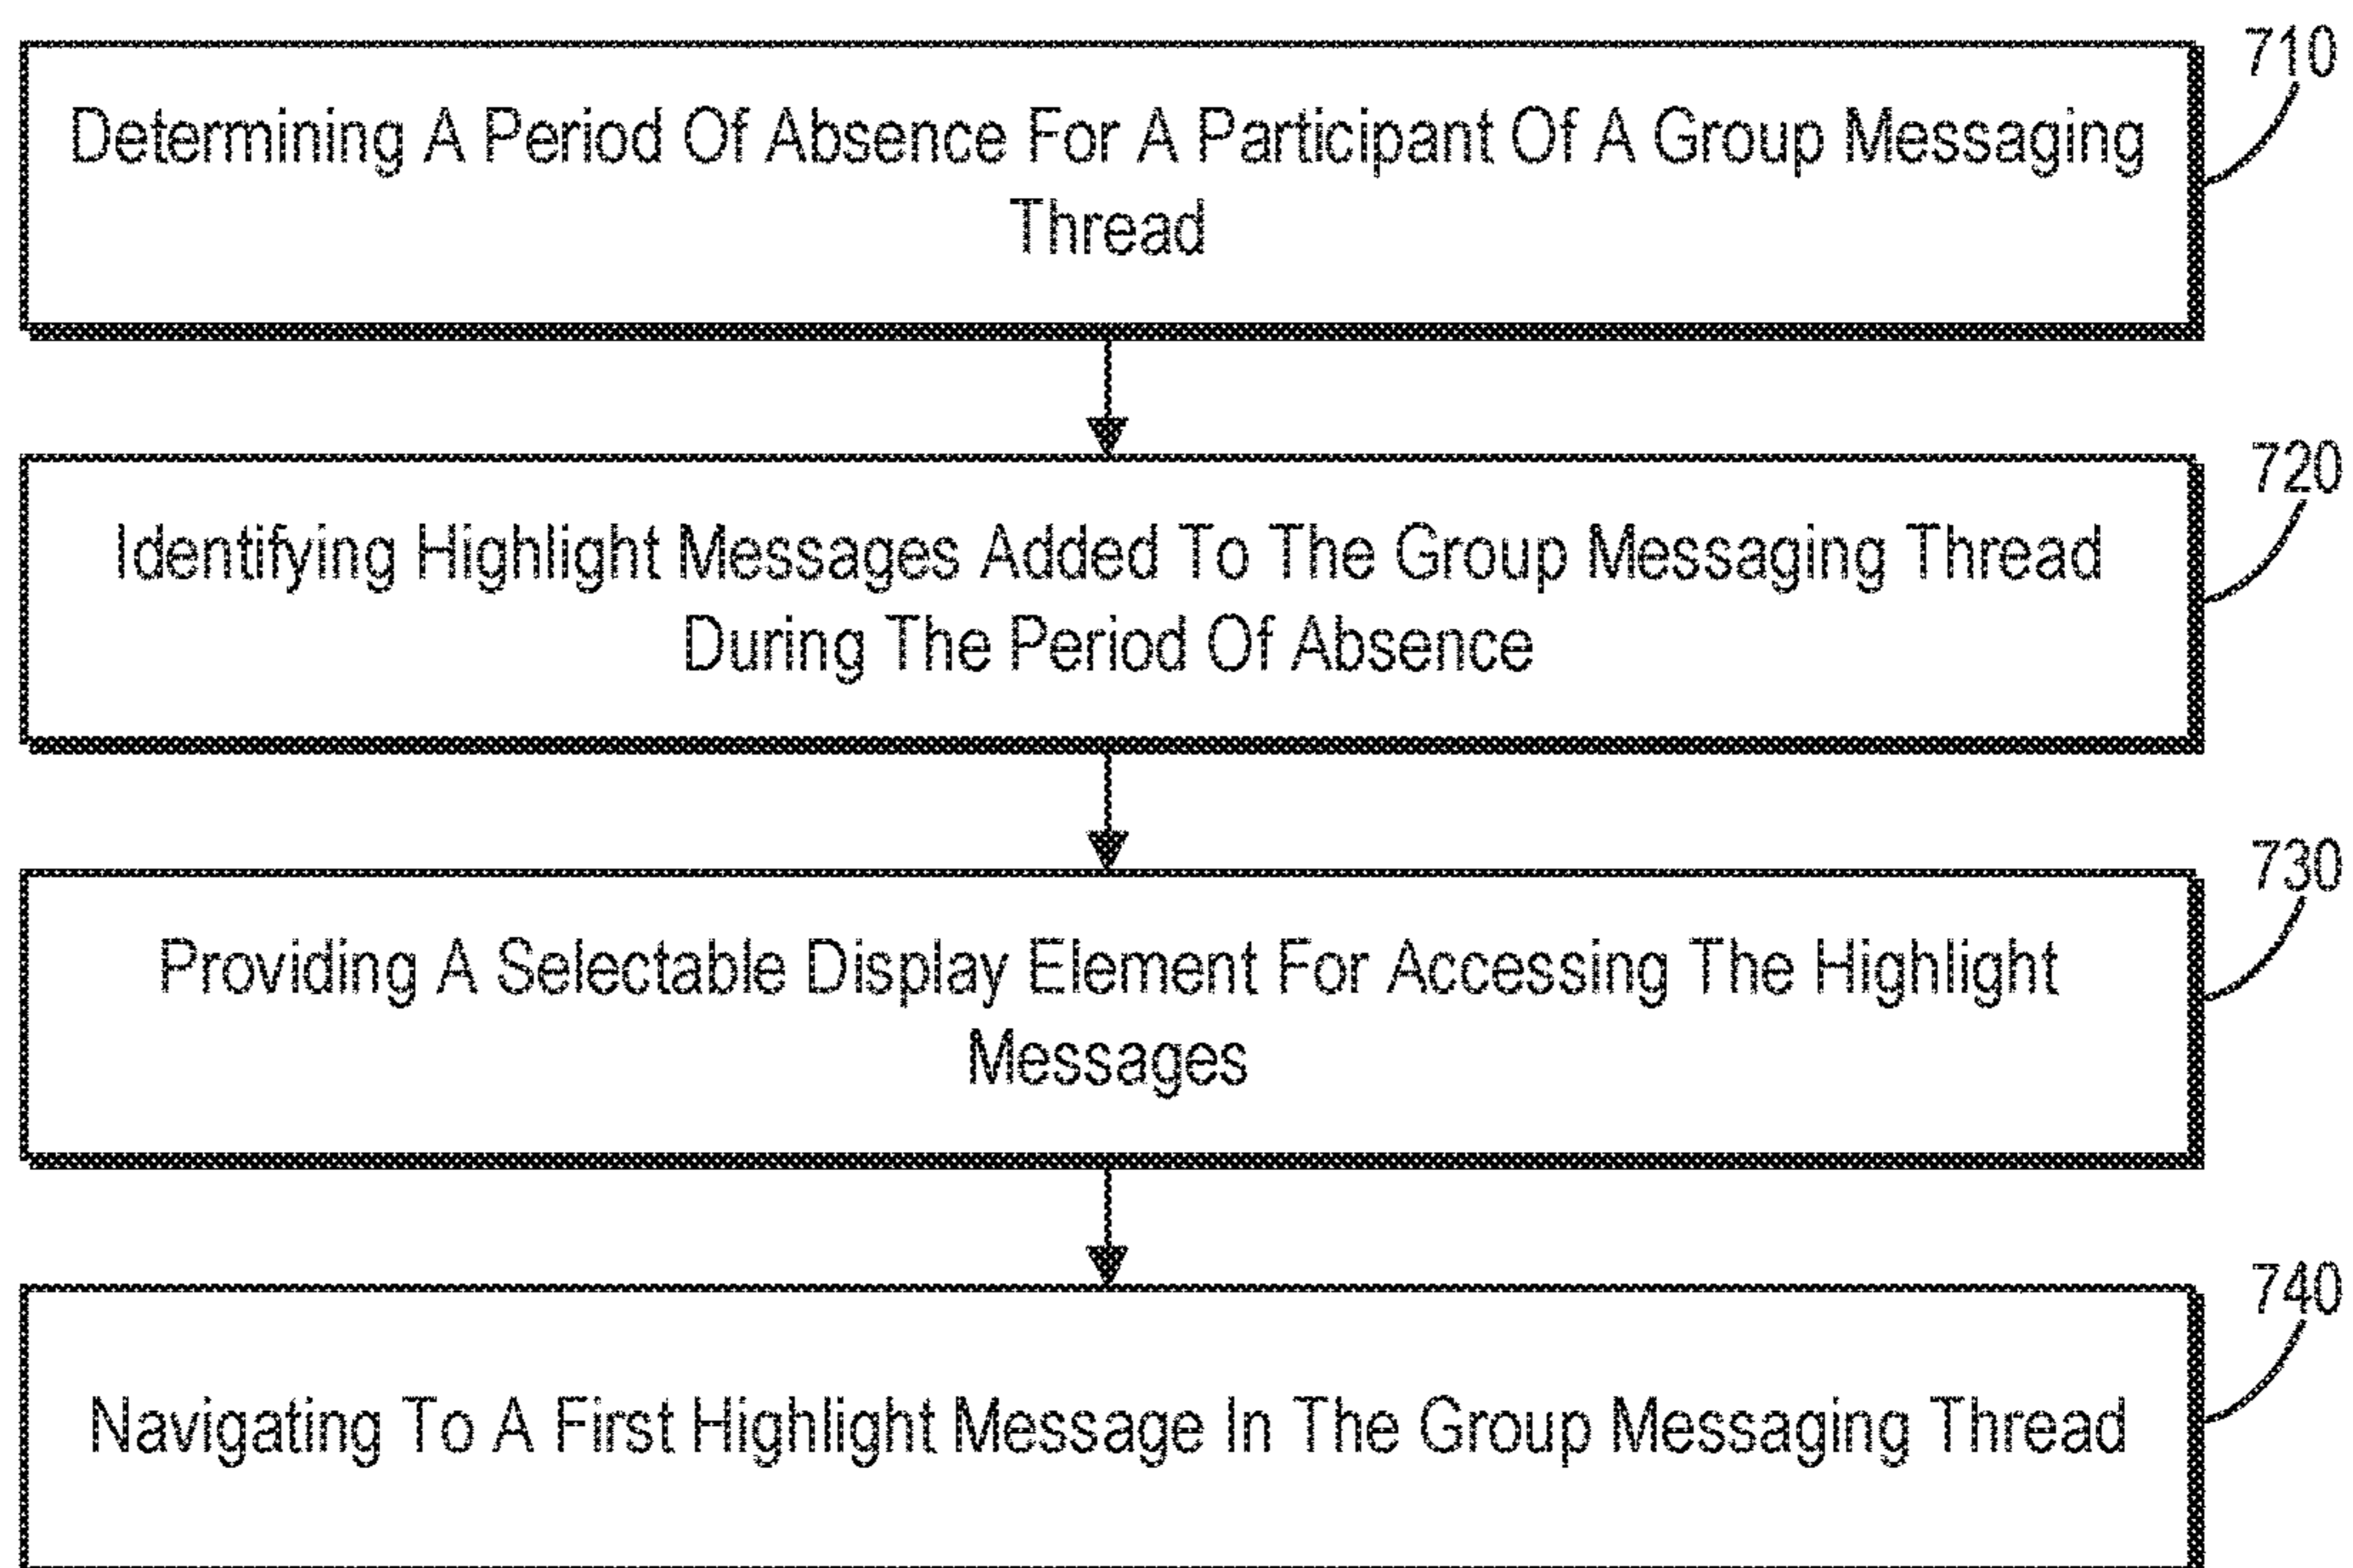 710
Determining A Period Of Absence For A Participant Of A Group Messaging
Thread
720
Identifying Highlight Messages Added To The Group Messaging Thread
During The Period Of Absence
730
Providing A Selectable Display Element For Accessing The Highlight
Messages
740
Navigating To A First Highlight Message In The Group Messaging Thread